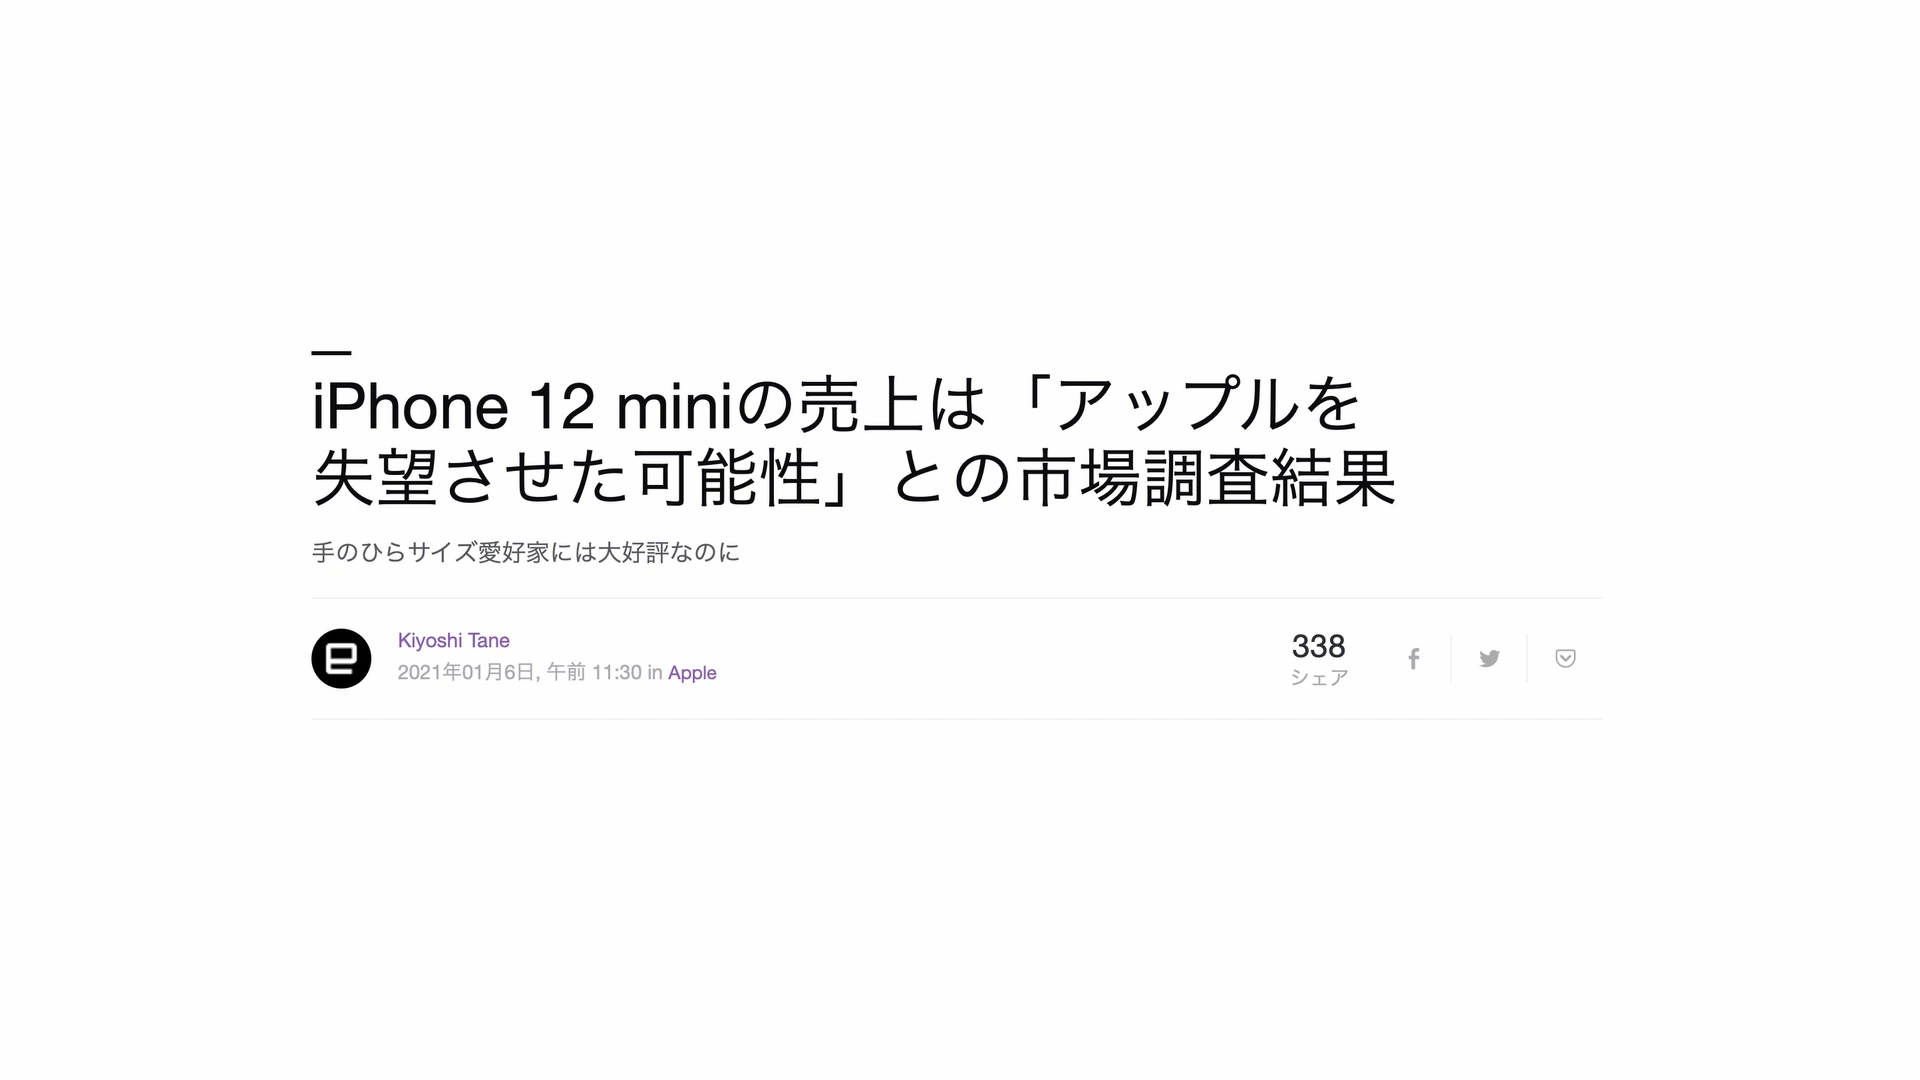 iPhone 12 miniの売上は「アップルを
失望させた可能性」との市場調査結果
手のひらサイズ愛好家には大好評なのに
Kiyoshi Tane
2021年01月6日, 午前 11:30 in Apple
338
シェア